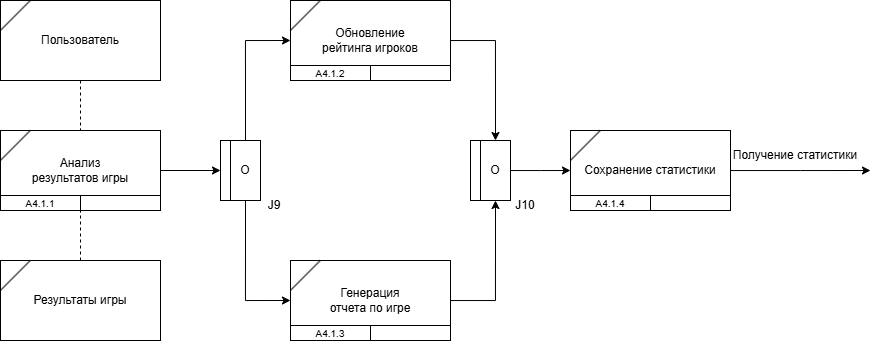 Пользователь
Анализ
результатов игры
A4.1.1
Результаты игры
O
J9
Обновление
рейтинга игроков
A4.1.2
Генерация
отчета по игре
A4.1.3
O
J10
Сохранение статистики
A4.1.4
Получение статистики